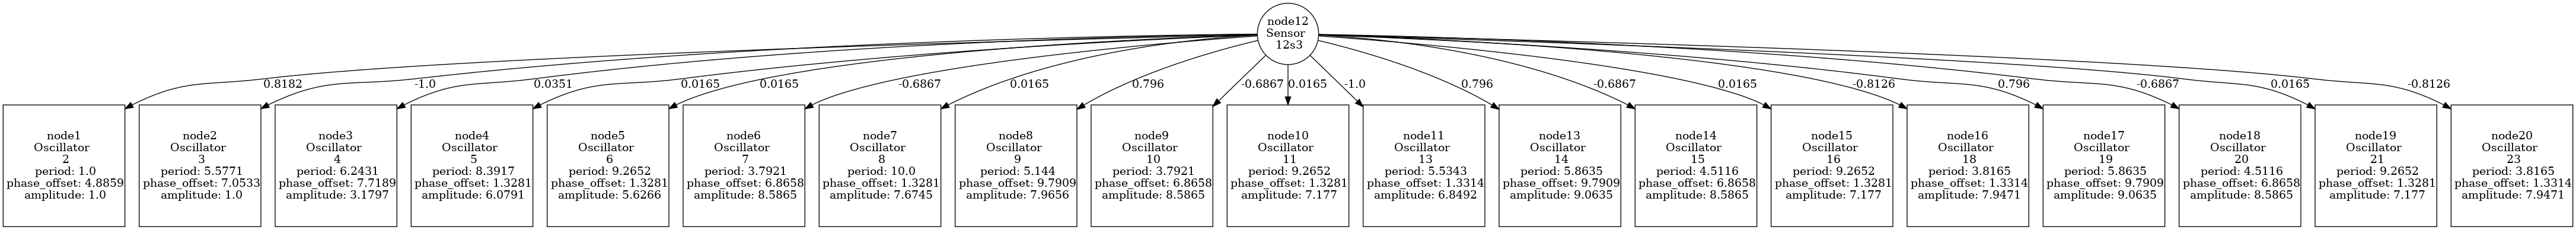 node12
Sensor
12s3
0.8182
-1.0
0.0351
0.0165
0.0165
-0.6867
0.0165
0.796
-0.6867
0.0165
-1.0
0.796
-0.6867
0.0165
-0.8126
0.796
-0.6867
0.0165
-0.8126
node1
Oscillator
2
period: 1.0
phase_offset: 4.8859
amplitude: 1.0
node2
Oscillator
3
period: 5.5771
phase_offset: 7.0533
amplitude: 1.0
node3
Oscillator
4
period: 6.2431
phase_offset: 7.7189
amplitude: 3.1797
node4
Oscillator
5
period: 8.3917
phase_offset: 1.3281
amplitude: 6.0791
node5
Oscillator
6
period: 9.2652
phase_offset: 1.3281
amplitude: 5.6266
node6
Oscillator
7
period: 3.7921
phase_offset: 6.8658
amplitude: 8.5865
node7
Oscillator
8
period: 10.0
phase_offset: 1.3281
amplitude: 7.6745
node8
Oscillator
9
period: 5.144
phase_offset: 9.7909
amplitude: 7.9656
node9
Oscillator
10
period: 3.7921
phase_offset: 6.8658
amplitude: 8.5865
node10
Oscillator
11
period: 9.2652
phase_offset: 1.3281
amplitude: 7.177
node11
Oscillator
13
period: 5.5343
phase_offset: 1.3314
amplitude: 6.8492
node13
Oscillator
14
period: 5.8635
phase_offset: 9.7909
amplitude: 9.0635
node14
Oscillator
15
period: 4.5116
phase_offset: 6.8658
amplitude: 8.5865
node15
Oscillator
16
period: 9.2652
phase_offset: 1.3281
amplitude: 7.177
node16
Oscillator
18
period: 3.8165
phase_offset: 1.3314
amplitude: 7.9471
node17
Oscillator
19
period: 5.8635
phase_offset: 9.7909
amplitude: 9.0635
node18
Oscillator
20
period: 4.5116
phase_offset: 6.8658
amplitude: 8.5865
node19
Oscillator
21
period: 9.2652
phase_offset: 1.3281
amplitude: 7.177
node20
Oscillator
23
period: 3.8165
phase_offset: 1.3314
amplitude: 7.9471